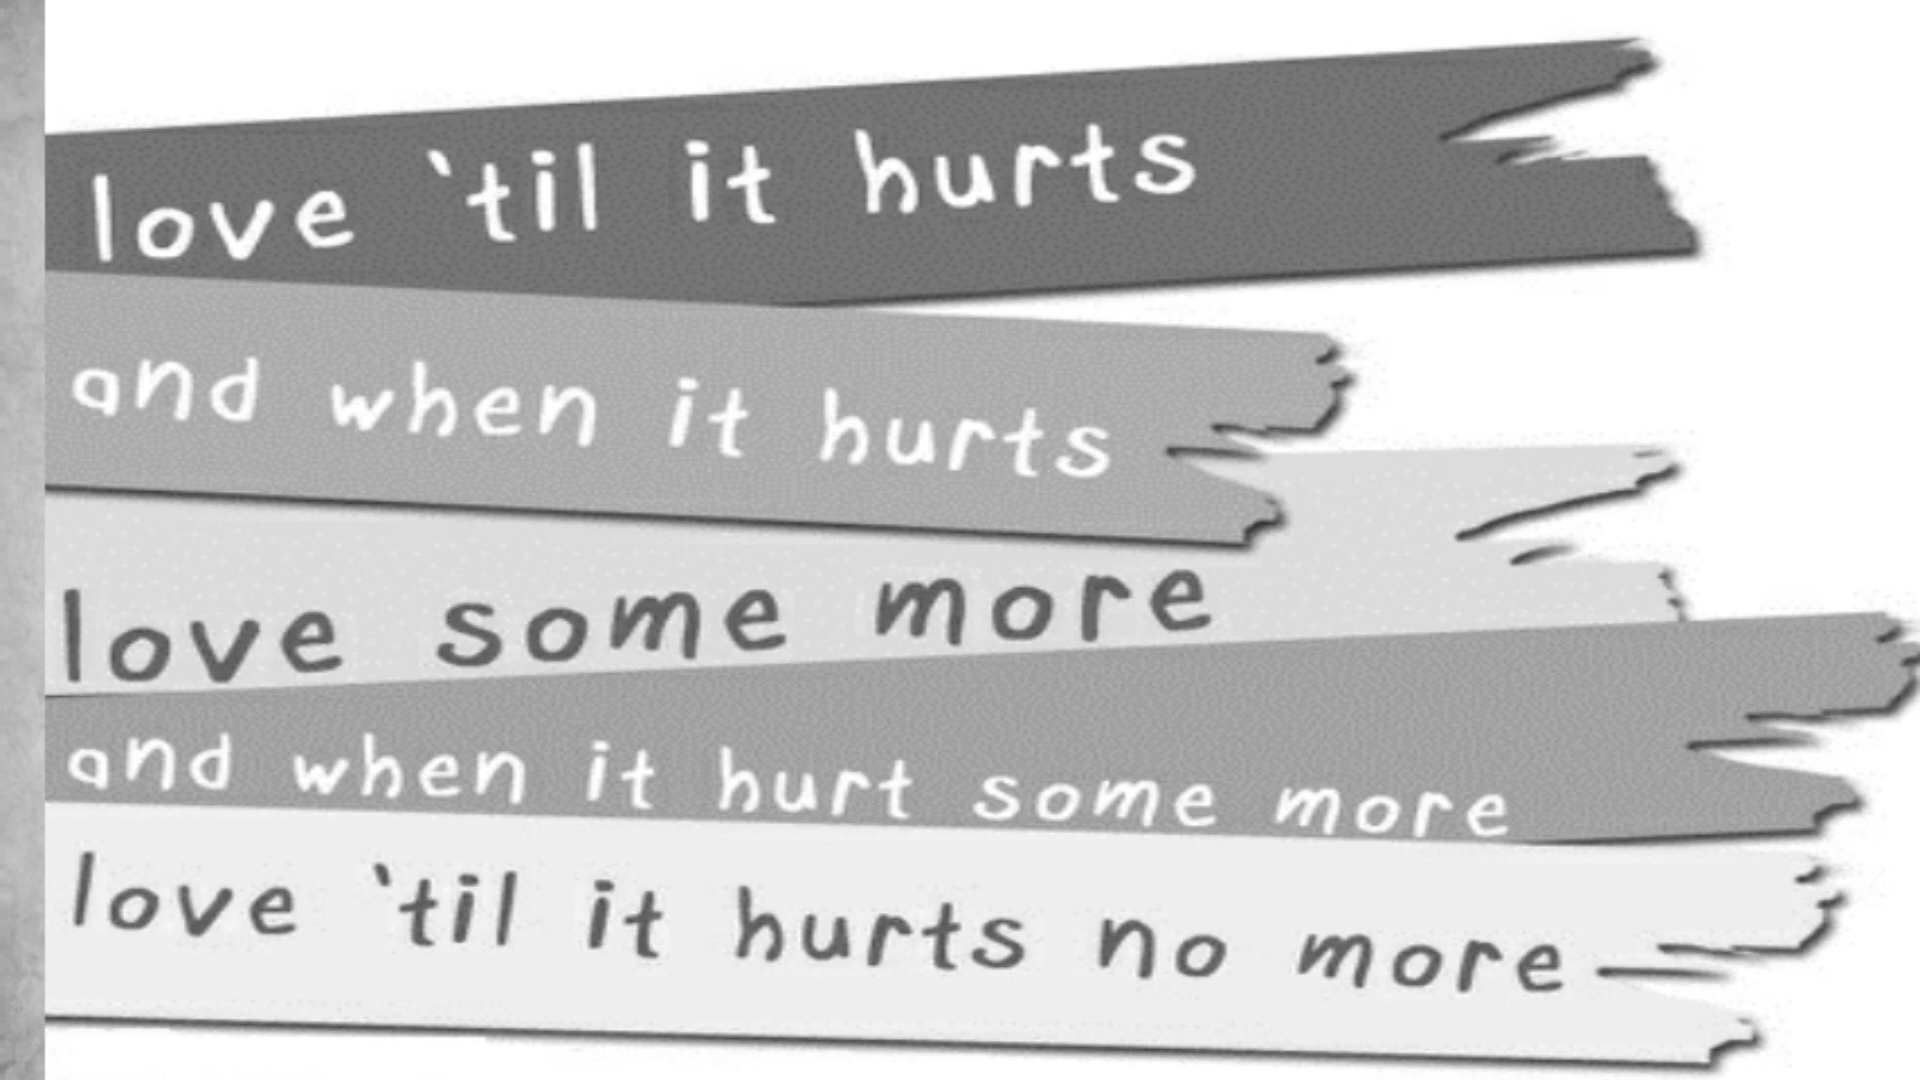 love ‘til it hurts
and when it hurts
love some more
and when it hurt some more
love ‘til it hurts no more